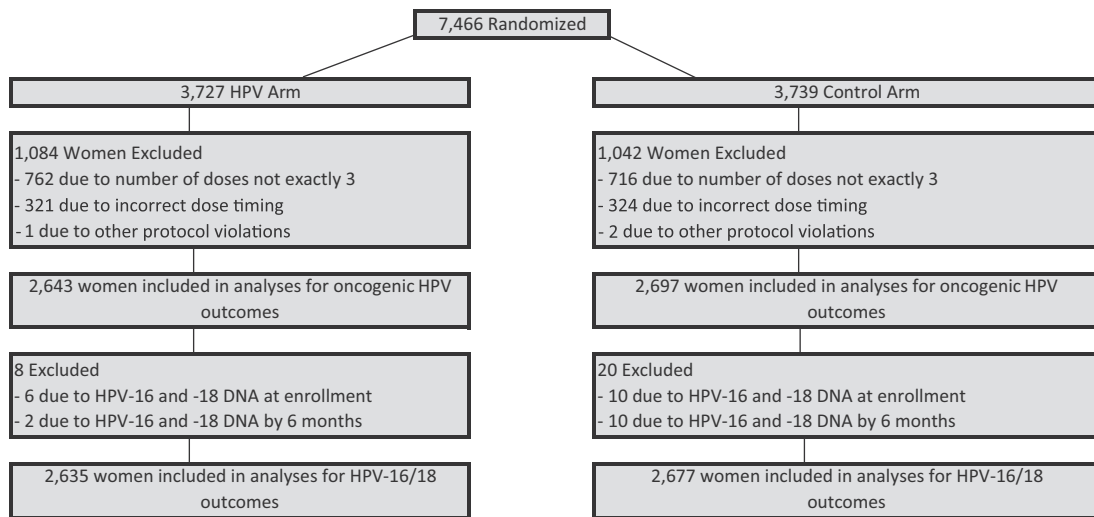 7,466 Randomized
3,727 HPV Arm
1,084 Women Excluded
- 762 due to number of doses not exactly 3
- 321 due to incorrect dose timing
- 1 due to other protocol violations
2,643 women included in analyses for oncogenic HPV
outcomes
8 Excluded
- 6 due to HPV-16 and -18 DNA at enrollment
- 2 due to HPV-16 and -18 DNA by 6 months
2,635 women included in analyses for HPV-16/18
outcomes
3,739 Control Arm
1,042 Women Excluded
- 716 due to number of doses not exactly 3
- 324 due to incorrect dose timing
- 2 due to other protocol violations
2,697 women included in analyses for oncogenic HPV
outcomes
20 Excluded
- 10 due to HPV-16 and -18 DNA at enrollment
- 10 due to HPV-16 and -18 DNA by 6 months
2,677 women included in analyses for HPV-16/18
outcomes